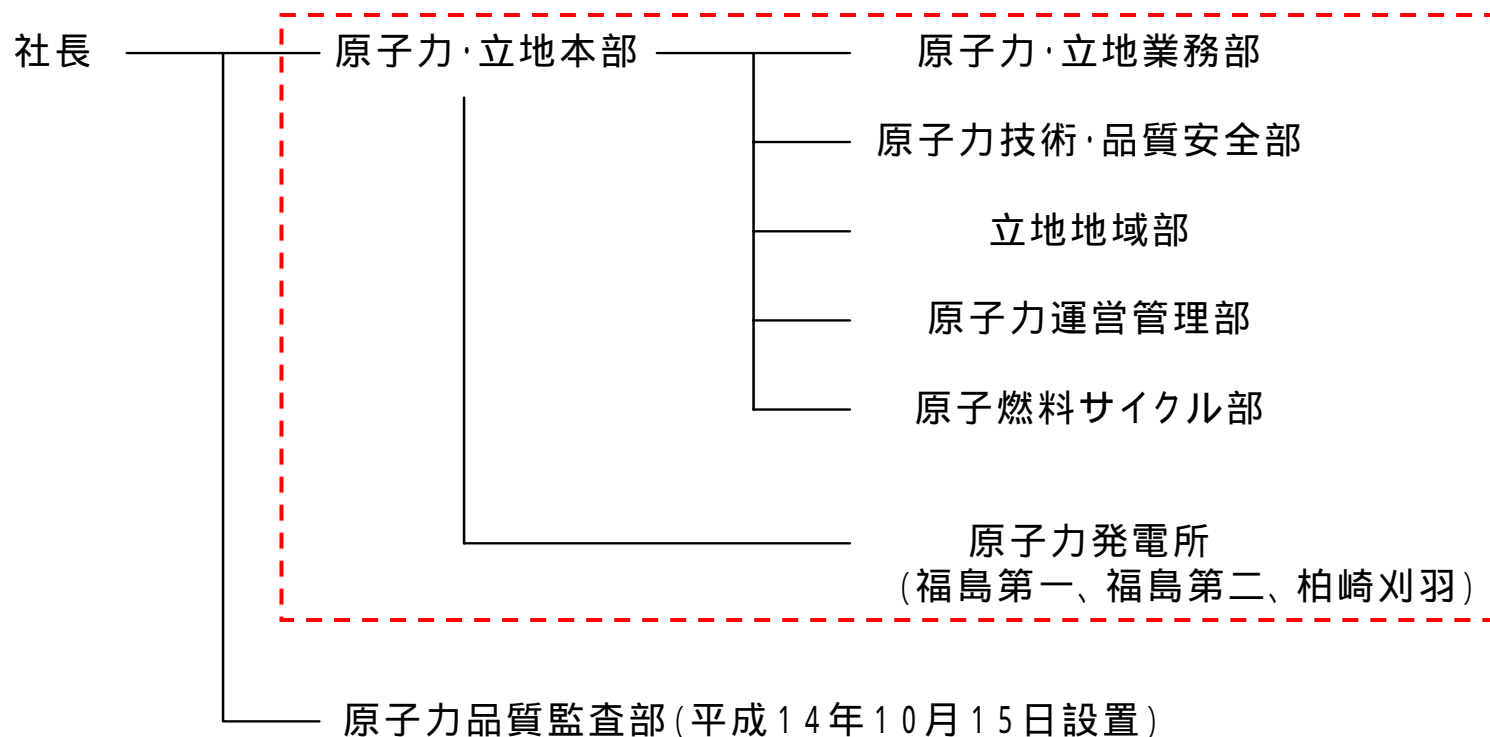 社長
原子力・立地本部
原子力・立地業務部
原子力技術・品質安全部
立地地域部
原子力運営管理部
原子燃料サイクル部
原子力発電所
(福島第一、福島第二、柏崎刈羽)
原子力品質監査部(平成14年10月15日設置)